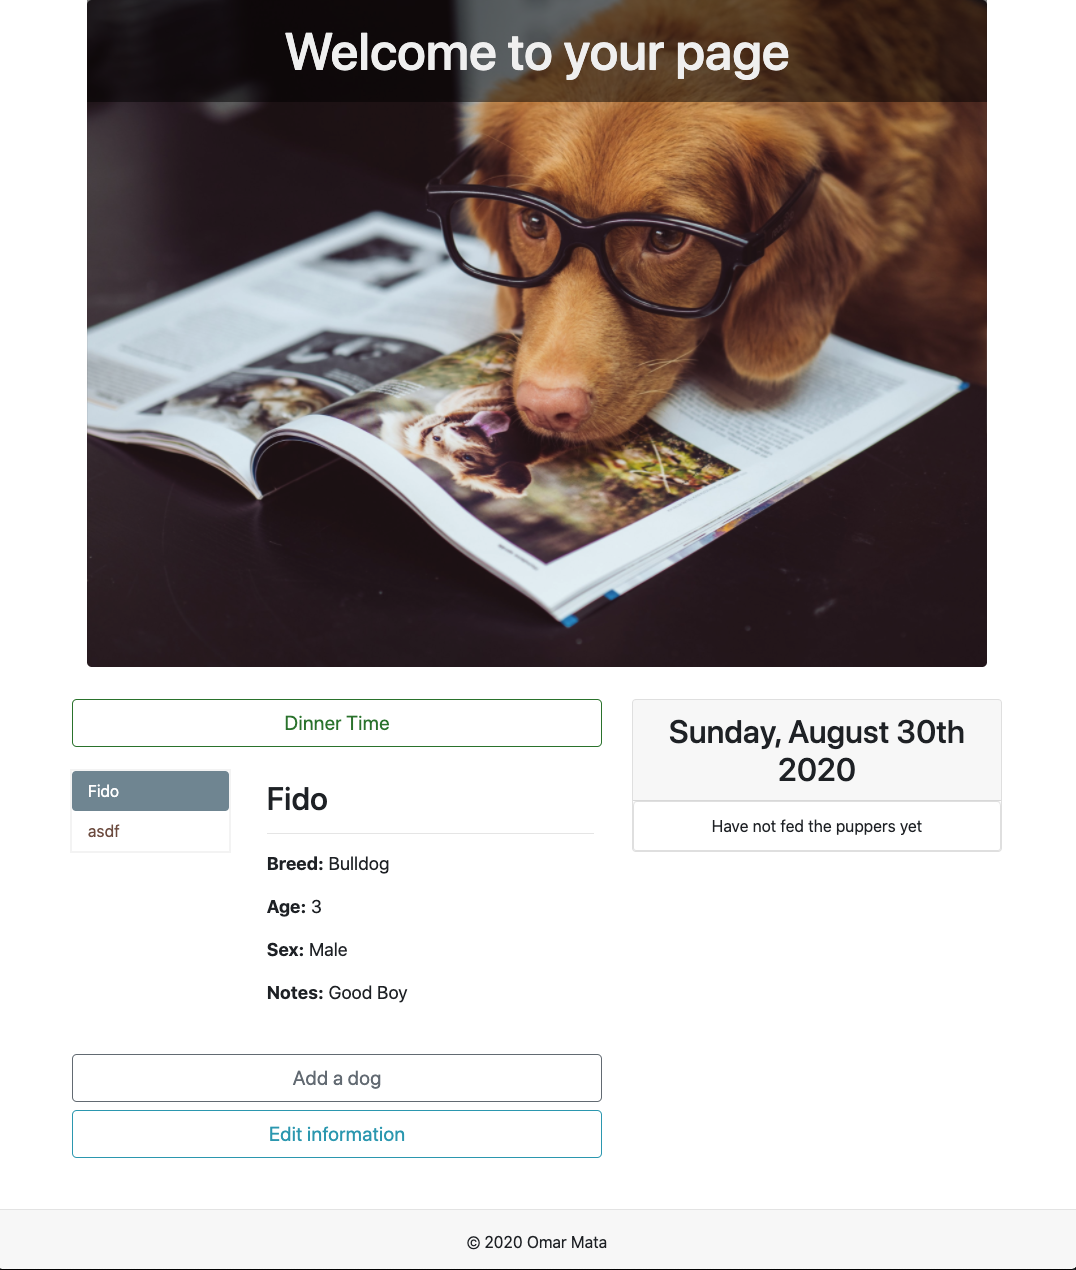 Welcome to your page
Dinner Time
Fido
asdf
Fido
Breed: Bulldog
Age: 3
Sex: Male
Notes: Good Boy
Add a dog
Edit information
Sunday, August 30th
2020
Have not fed the puppers yet
© 2020 Omar Mata